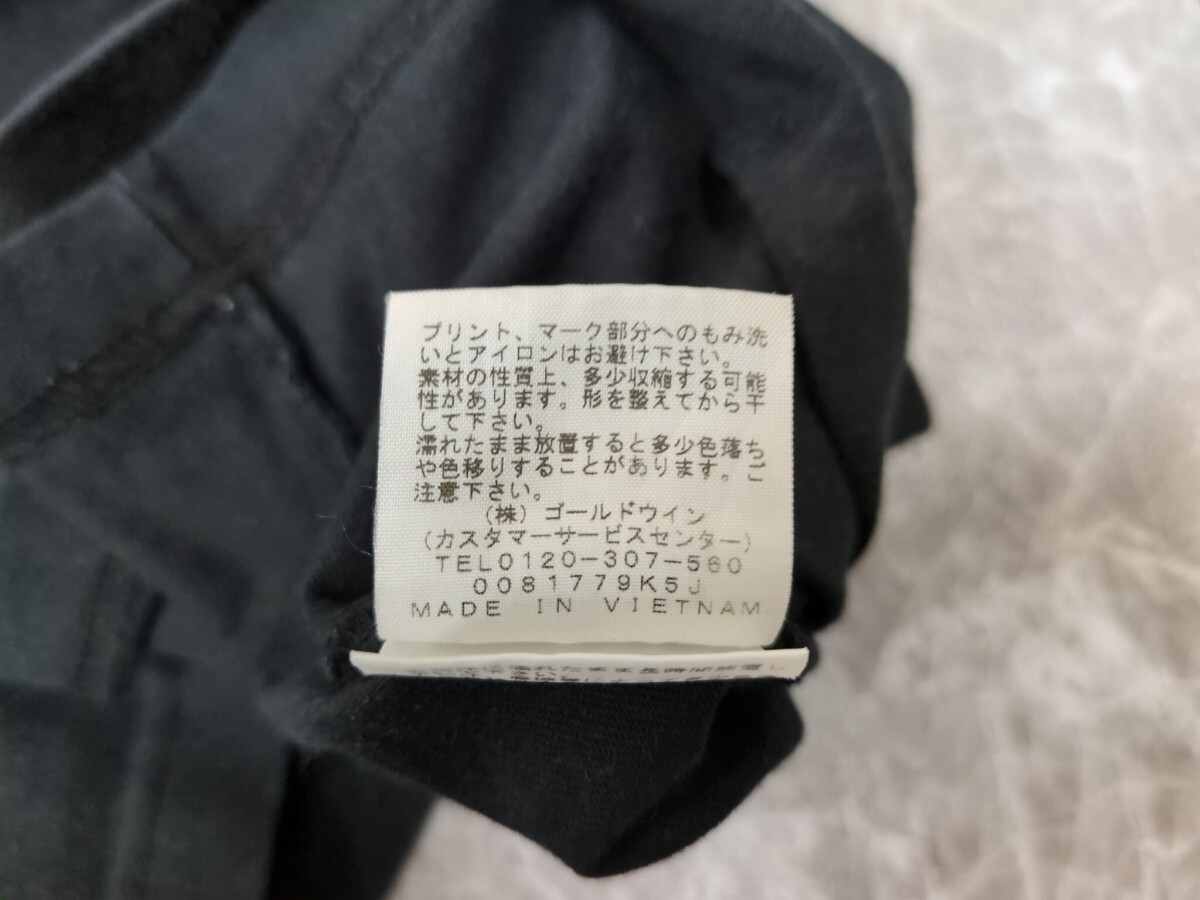 プリント、マーク部分へのもみ洗
いとアイロンはお避け下さい。
素材の性質上、多少収縮する可能
性があります。形を整えてから干
して下さい。
濡れたまま放置すると多少色落ち
や色移りすることがあります。ご
注意下さい。
(株)ゴールドウイン
(カスタマーサービスセンター)
TEL0120-307-560
0081779K5J
MADE IN VIETNAM